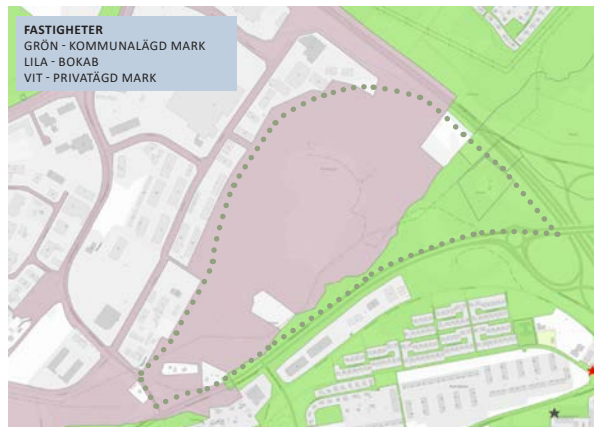 FASTIGHETER
GRÖN - KOMMUNALÄGD MARK
LILA - BOKAB
VIT - PRIVATÄGD MARK